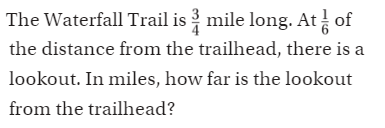 The Waterfall Trail is 3/4 mile long. At 1/6 of
the distance from the trailhead, there is a
lookout. In miles, how far is the lookout
from the trailhead?